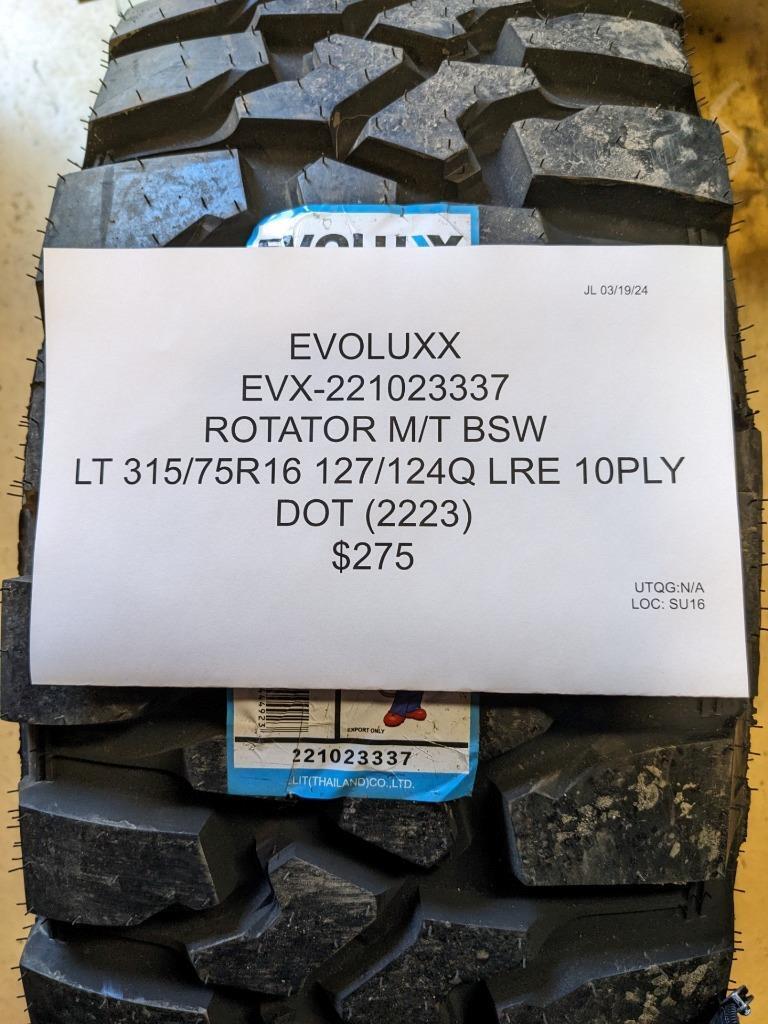 EVOLUXX
JL 03/19/24
EVOLUXX
EVX-221023337
ROTATOR M/T BSW
LT 315/75R16 127/124Q LRE 10PLY
DOT (2223)
$275
UTQG:N/A
LOC: SU16
EXPORT ONLY
221023337
(THAILAND)CO.,LTD.